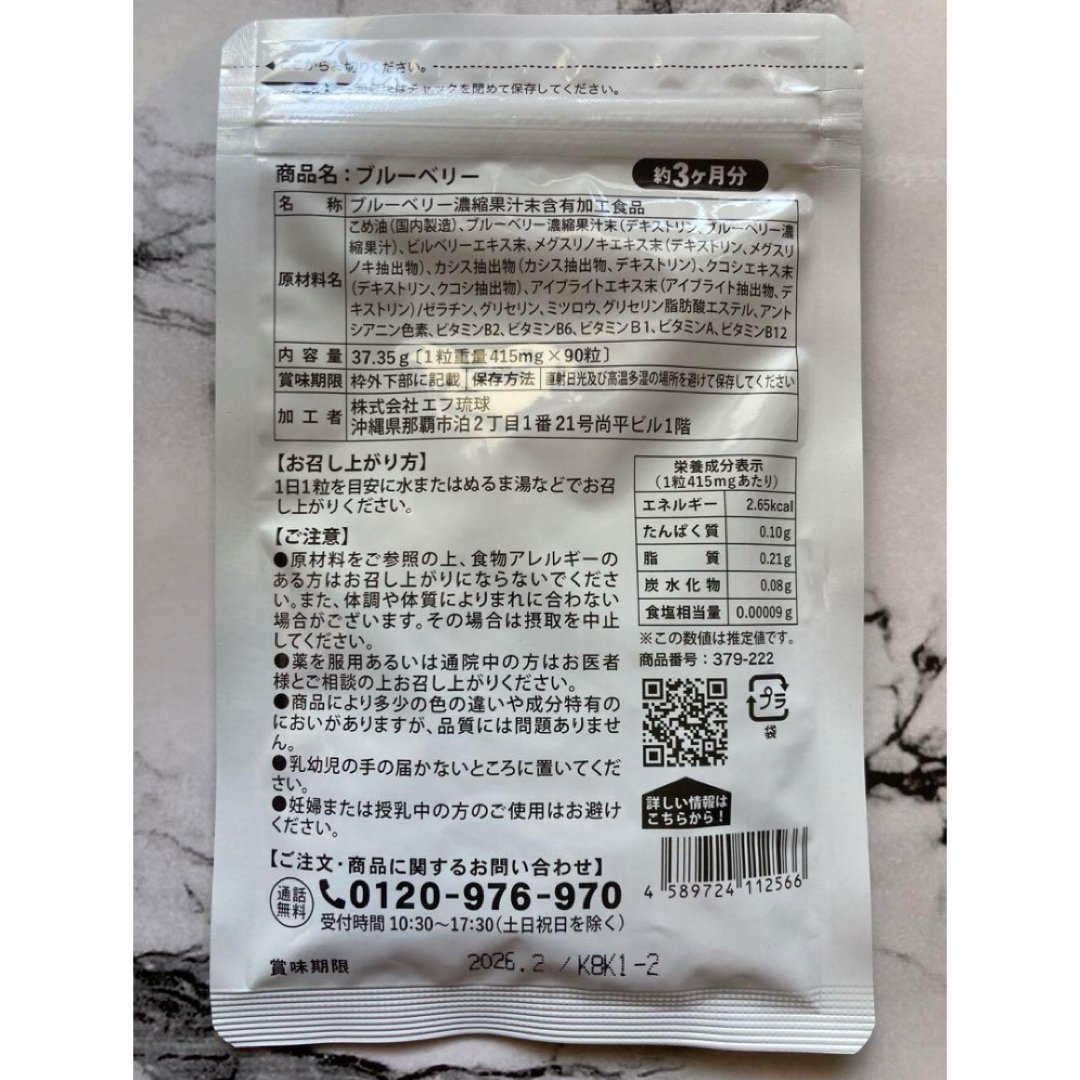 ◀ここからお切りください。
はチャックを閉めて保存してください。
商品名：ブルーベリー
約3ヶ月分
名　称 ブルーベリー濃縮果汁末含有加工食品
原材料名
こめ油（国内製造）、ブルーベリー濃縮果汁末（デキストリン、ブルーベリー濃
縮果汁）、ビルベリーエキス末、メグスリノキエキス末（デキストリン、メグスリ
ノキ抽出物）、カシス抽出物（カシス抽出物、デキストリン）、クコシエキス末
（デキストリン、クコシ抽出物）、アイブライトエキス末（アイブライト抽出物、デ
キストリン）/ゼラチン、グリセリン、ミツロウ、グリセリン脂肪酸エステル、アント
シアニン色素、ビタミンB2、ビタミンB6、ビタミンB1、ビタミンA、ビタミンB12
内容量 37.35g〔1粒重量415mg×90粒〕
賞味期限 枠外下部に記載 保存方法 直射日光及び高温多湿の場所を避けて保存してください
加工者
株式会社エフ琉球
沖縄県那覇市泊2丁目1番21号尚平ビル1階
【お召し上がり方】
1日1粒を目安に水またはぬるま湯などでお召
し上がりください。
【ご注意】
●原材料をご参照の上、食物アレルギーの
ある方はお召し上がりにならないでくださ
い。また、体調や体質によりまれに合わない
場合がございます。その場合は摂取を中止
してください。
●薬を服用あるいは通院中の方はお医者
様とご相談の上お召し上がりください。
●商品により多少の色の違いや成分特有の
においがありますが、品質には問題ありませ
ん。
●乳幼児の手の届かないところに置いてくだ
さい。
●妊婦または授乳中の方のご使用はお避け
ください。
栄養成分表示
（1粒415mgあたり）
エネルギー 2.65kcal
たんぱく質 0.10g
脂　質 0.21g
炭水化物 0.08g
食塩相当量 0.00009g
※この数値は推定値です。
商品番号：379-222
プラ
袋
詳しい情報は
こちらから！
4 589724 112566
【ご注文・商品に関するお問い合わせ】
通話
無料
0120-976-970
受付時間 10:30～17:30（土日祝日を除く）
賞味期限 2026.2 /K8K1-2